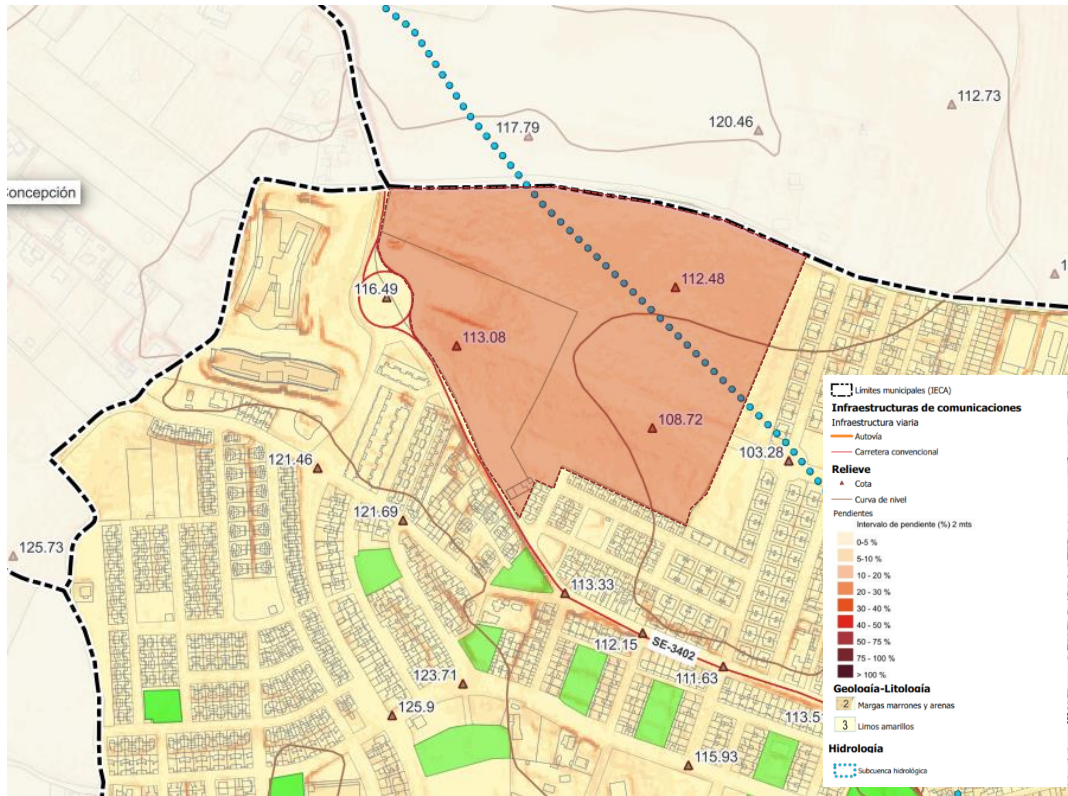 112.73
117.79
120.46
Concepción
116.49
112.48
113.08
108.72
103.28
121.46
121.69
125.73
113.33
112.15
SE-3402
111.63
123.71
125.9
113.5
115.93
Límites municipales (IECA)
Infraestructuras de comunicaciones
Infraestructura viaria
Autovía
Carretera convencional
Relieve
Cota
Curva de nivel
Pendientes
Intervalo de pendiente (%) 2 mts
0-5 %
5-10 %
10 - 20 %
20 - 30 %
30 - 40 %
40 - 50 %
50 - 75 %
75 - 100 %
> 100 %
Geología-Litología
2 Margas marrones y arenas
3 Limos amarillos
Hidrología
Subcuenca hidrológica